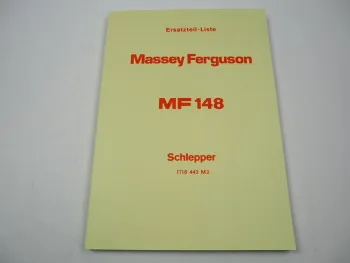 Ersatzteil-Liste
Massey Ferguson
MF 148
Schlepper
1718 443 M3